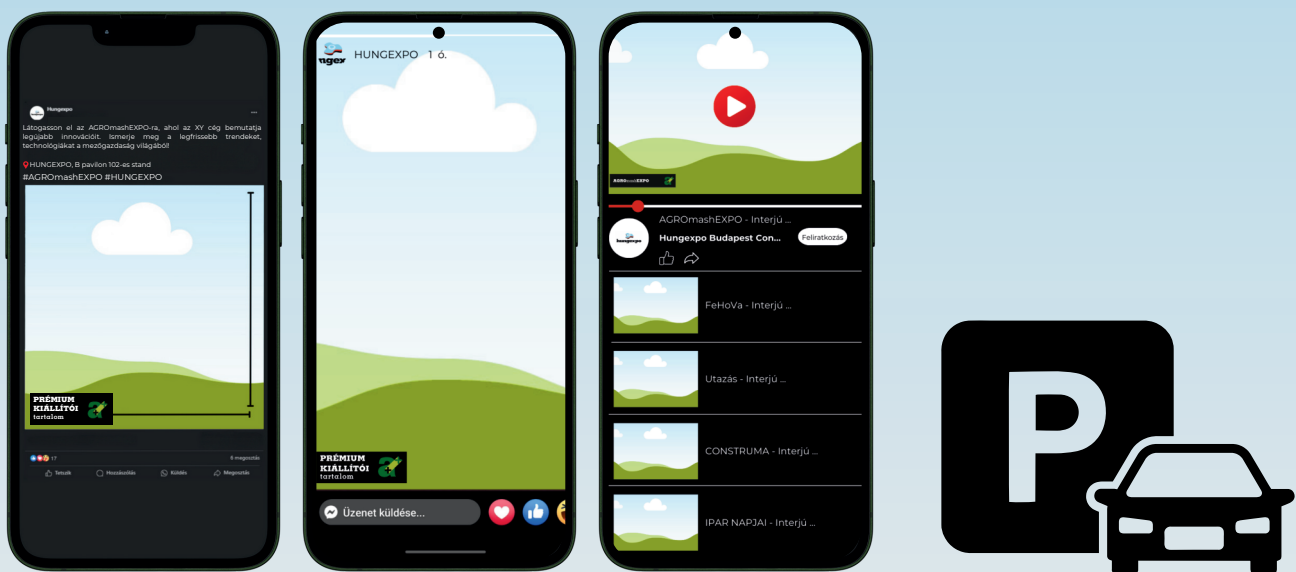 Hungexpo
Látogasson el az AGROmashEXPO-ra, ahol az XY cég bemutatja
legújabb innovációit. Ismerje meg a legfrissebb trendeket,
technológiákat a mezőgazdaság világából!
HUNGEXPO, B pavilon 102-es stand
#AGROmashEXPO #HUNGEXPO
PRÉMIUM
KIÁLLÍTÓI
tartalom
17
6 megosztás
Tetszik
Hozzászólás
Küldés
Megosztás
HUNGEXPO 1 ó.
PRÉMIUM
KIÁLLÍTÓI
tartalom
Üzenet küldése...
AGROmashEXPO
AGROmashEXPO - Interjú ...
hungexpo
Hungexpo Budapest Con...
Feliratkozás
FeHoVa - Interjú ...
Utazás - Interjú ...
CONSTRUMA - Interjú ...
IPAR NAPJAI - Interjú ...
P